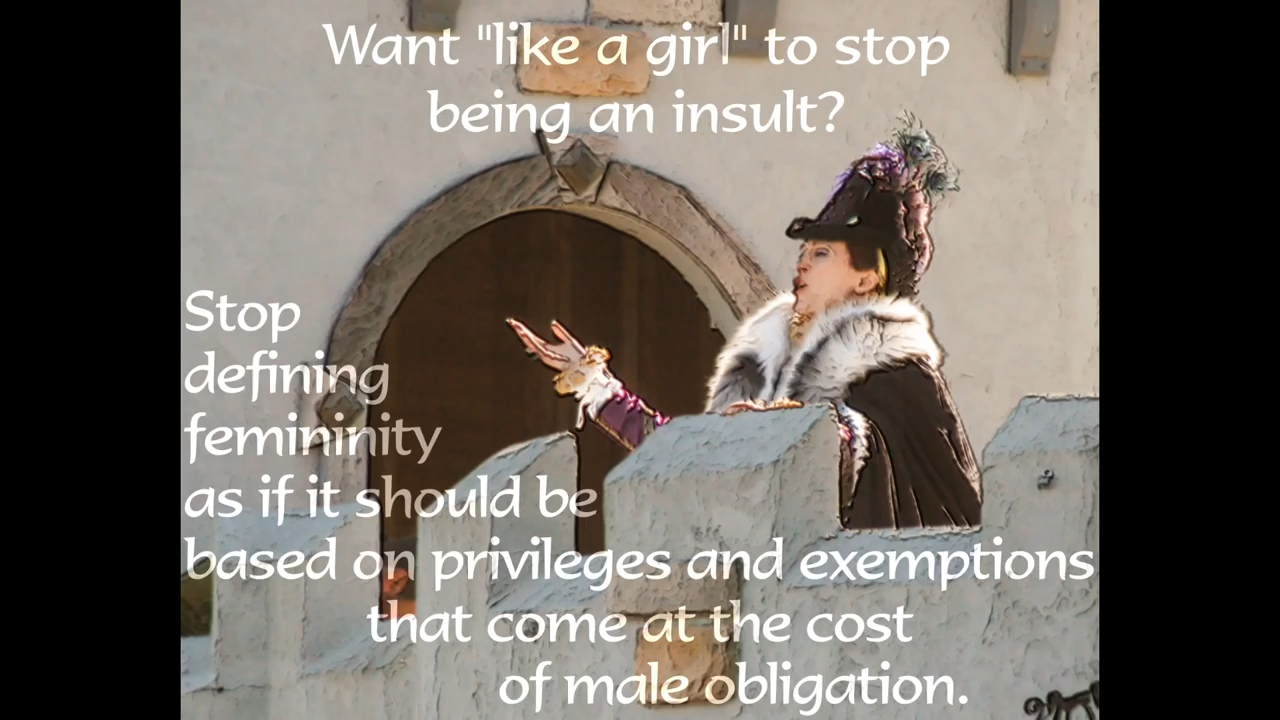 Want "like a girl" to stop
being an insult?
Stop
defining
femininity
as if it should be
based on privileges and exemptions
that come at the cost
of male obligation.